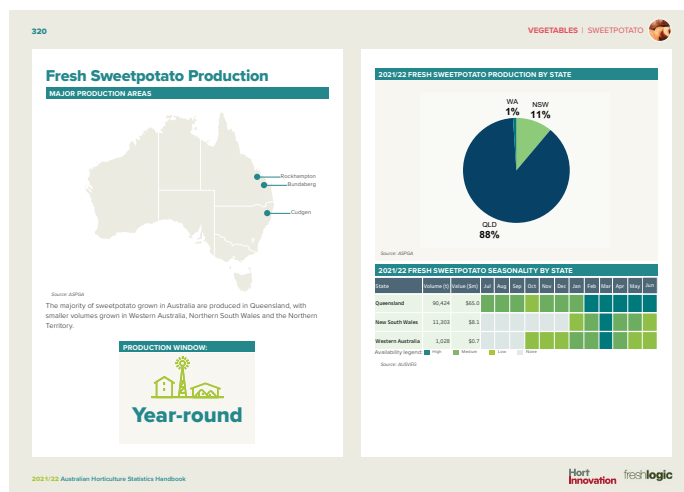 320
VEGETABLES | SWEETPOTATO
Fresh Sweetpotato Production
MAJOR PRODUCTION AREAS
Rockhampton
Bundaberg
Cudgen
Source: ASPGA
The majority of sweetpotato grown in Australia are produced in Queensland, with
smaller volumes grown in Western Australia, Northern South Wales and the Northern
Territory.
PRODUCTION WINDOW:
Year-round
2021/22 FRESH SWEETPOTATO PRODUCTION BY STATE
WA
1%
NSW
11%
QLD
88%
Source: ASPGA
2021/22 FRESH SWEETPOTATO SEASONALITY BY STATE
State Volume (t) Value ($m) Jul Aug Sep Oct Nov Dec Jan Feb Mar Apr May Jun
Queensland 90,424 $65.0
New South Wales 11,303 $8.1
Western Australia 1,028 $0.7
Availability legend: High Medium Low None
Source: AUSVEG
2021/22 Australian Horticulture Statistics Handbook
Hort
Innovation
freshlogic